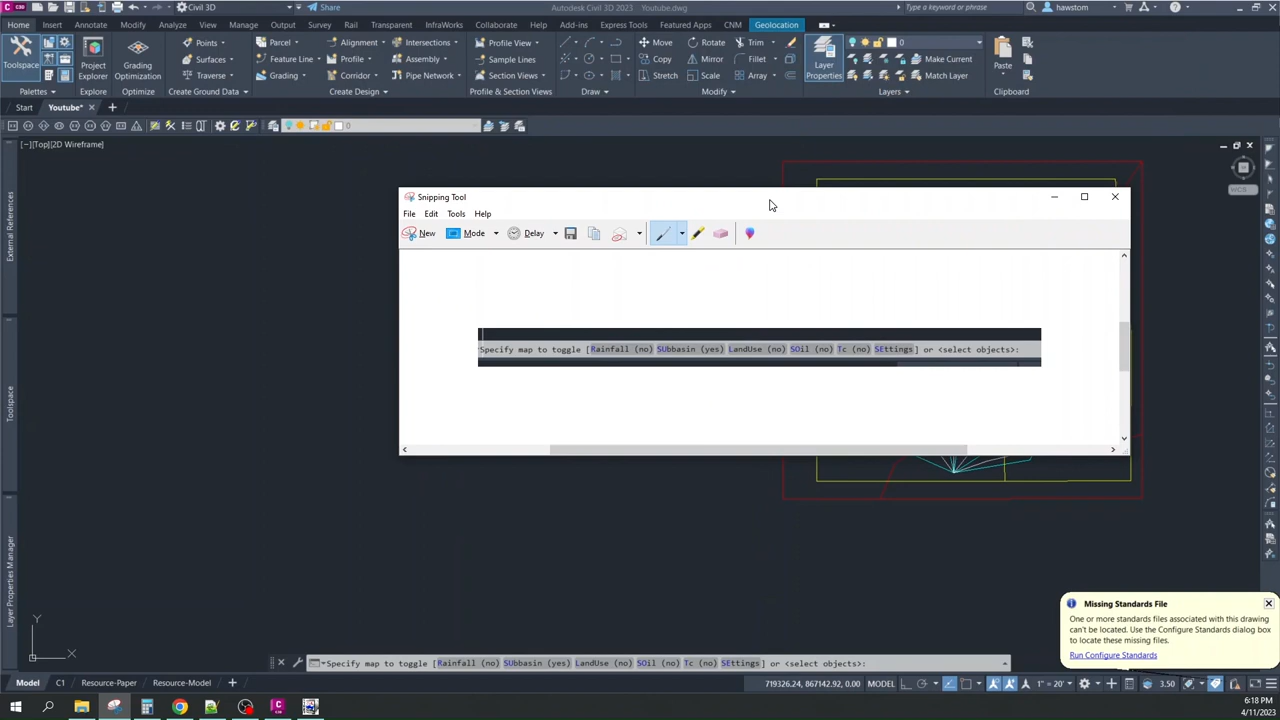 Civil 3D
Share
Autodesk Civil 3D 2023 Youtube.dwg
Type a keyword or phrase
hawstom
Home Insert Annotate Modify Analyze View Manage Output Survey Rail Transparent InfraWorks Collaborate Help Add-ins Express Tools Featured Apps CNM Geolocation
Points Parcel Alignment Intersections Profile View Move Rotate Trim 0
Toolspace Project Explorer Grading Optimization Surfaces Feature Line Profile Assembly Sample Lines Copy Mirror Fillet Layer Properties Make Current Paste
Traverse Grading Corridor Pipe Network Section Views Stretch Scale Array Match Layer
Palettes Explore Optimize Create Ground Data Create Design Profile & Section Views Draw Modify Layers Clipboard
Start Youtube*
0
[−][Top][2D Wireframe]
External References
Toolspace
Layer Properties Manager
WCS
Snipping Tool
File Edit Tools Help
New Mode Delay
Specify map to toggle [Rainfall (no) SUbbasin (yes) LandUse (no) SOil (no) Tc (no) SEttings] or <select objects>:
Missing Standards File
One or more standards files associated with this drawing
can't be located. Use the Configure Standards dialog box
to locate these missing files.
Run Configure Standards
Y
X
Specify map to toggle [Rainfall (no) SUbbasin (yes) LandUse (no) SOil (no) Tc (no) SEttings] or <select objects>:
Model C1 Resource-Paper Resource-Model
719326.24, 867142.92, 0.00 MODEL 1" = 20' 3.50
6:18 PM
4/11/2023